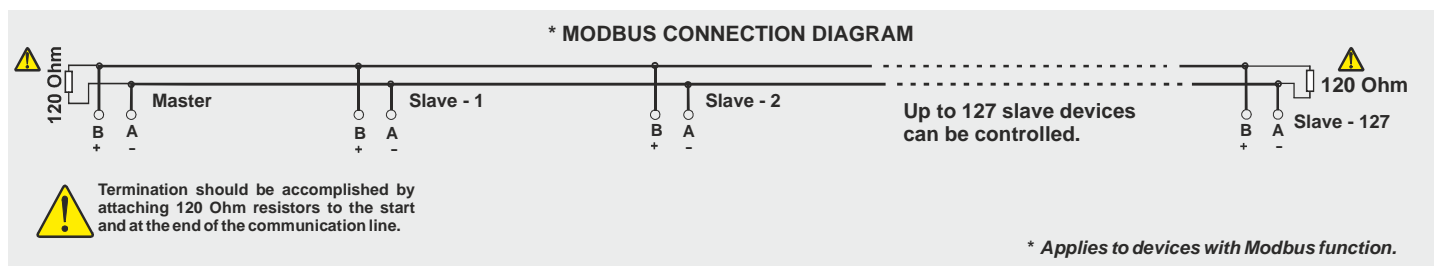 * MODBUS CONNECTION DIAGRAM
120 Ohm
Master
Slave - 1
Slave - 2
Up to 127 slave devices
can be controlled.
120 Ohm
Slave - 127
B A
+ -
B A
+ -
B A
+ -
B A
+ -
Termination should be accomplished by
attaching 120 Ohm resistors to the start
and at the end of the communication line.
* Applies to devices with Modbus function.